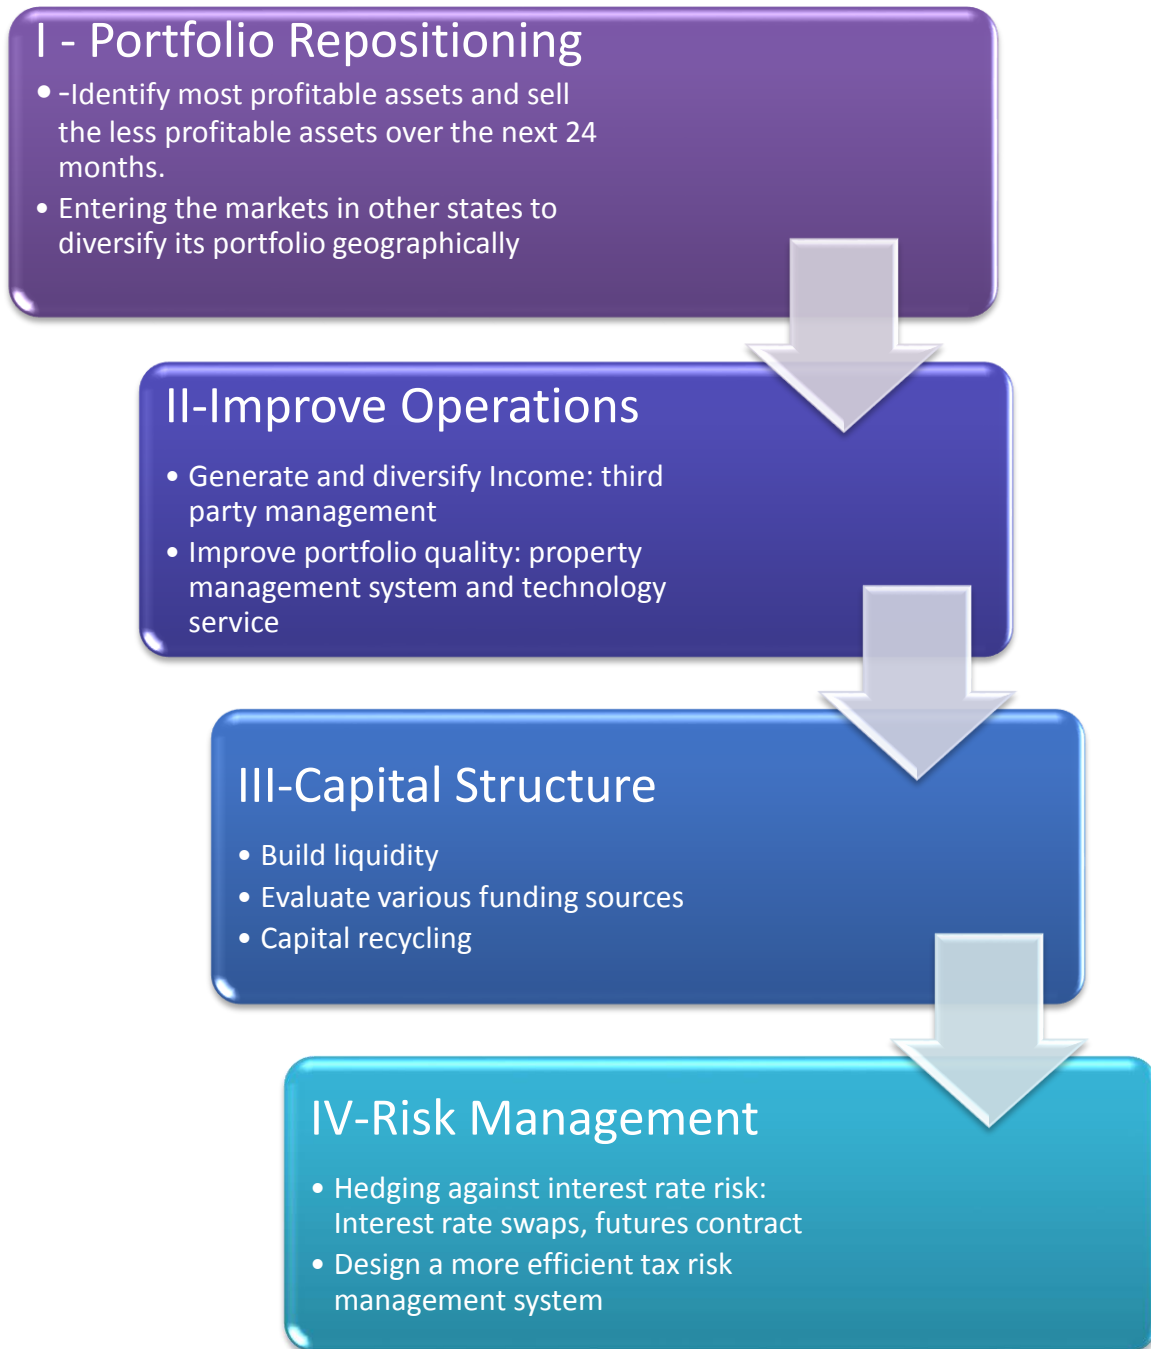 I - Portfolio Repositioning
• -Identify most profitable assets and sell
the less profitable assets over the next 24
months.
• Entering the markets in other states to
diversify its portfolio geographically
II-Improve Operations
• Generate and diversify Income: third
party management
• Improve portfolio quality: property
management system and technology
service
III-Capital Structure
• Build liquidity
• Evaluate various funding sources
• Capital recycling
IV-Risk Management
• Hedging against interest rate risk:
Interest rate swaps, futures contract
• Design a more efficient tax risk
management system